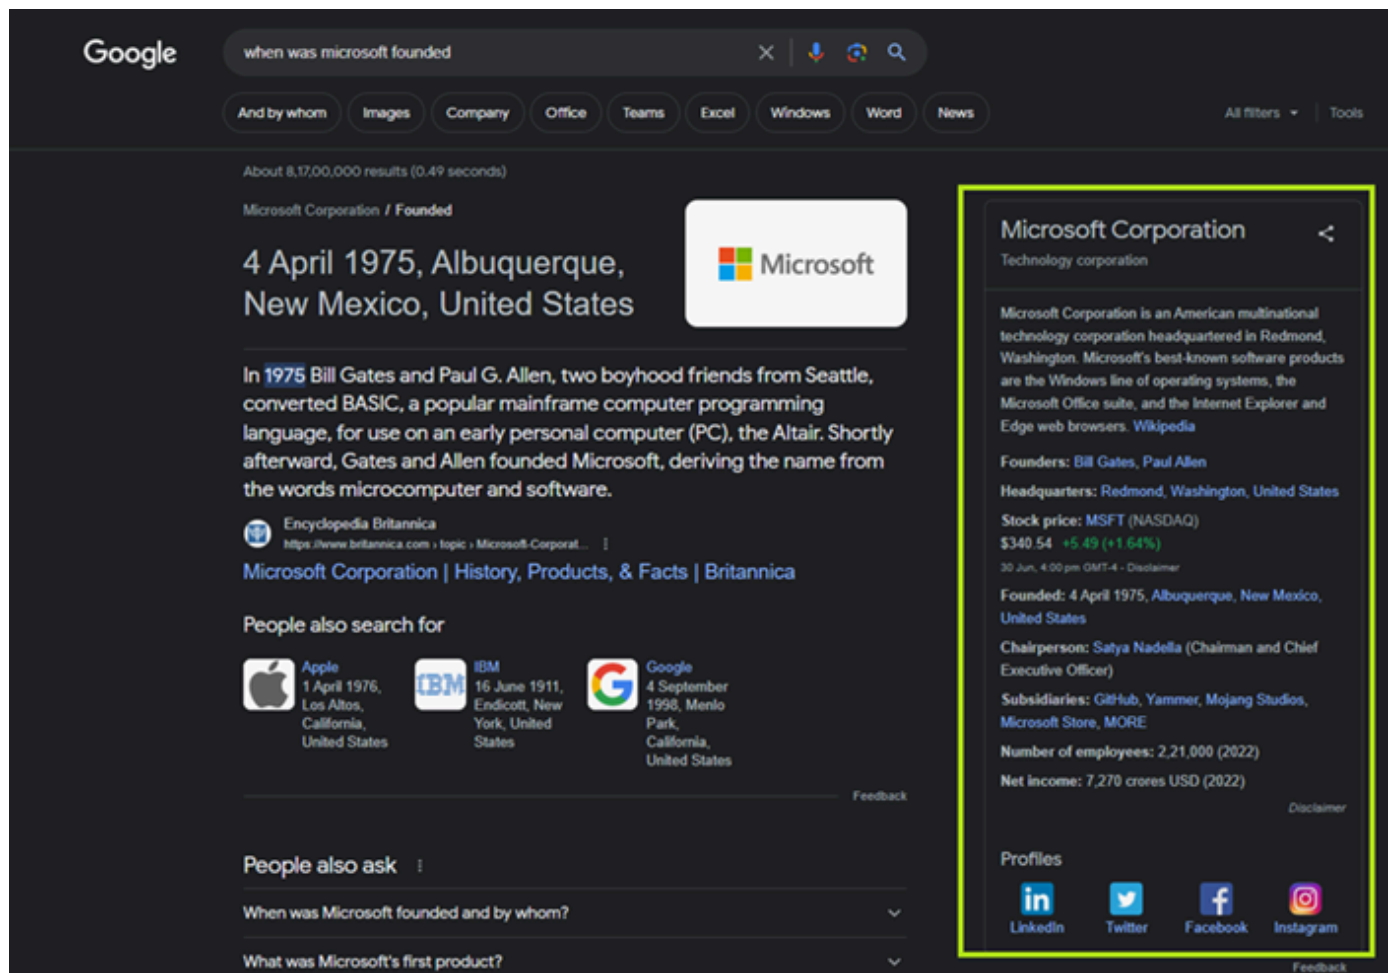 Google
when was microsoft founded
And by whom
Images
Company
Office
Teams
Excel
Windows
Word
News
All filters
Tools
About 8,17,00,000 results (0.49 seconds)
Microsoft Corporation / Founded
4 April 1975, Albuquerque,
New Mexico, United States
Microsoft
In 1975 Bill Gates and Paul G. Allen, two boyhood friends from Seattle,
converted BASIC, a popular mainframe computer programming
language, for use on an early personal computer (PC), the Altair. Shortly
afterward, Gates and Allen founded Microsoft, deriving the name from
the words microcomputer and software.
Encyclopedia Britannica
https://www.britannica.com › topic › Microsoft-Corporat...
Microsoft Corporation | History, Products, & Facts | Britannica
People also search for
Apple
1 April 1976,
Los Altos,
California,
United States
IBM
IBM
16 June 1911,
Endicott, New
York, United
States
Google
4 September
1998, Menlo
Park,
California,
United States
Feedback
People also ask
When was Microsoft founded and by whom?
What was Microsoft's first product?
Microsoft Corporation
Technology corporation
Microsoft Corporation is an American multinational
technology corporation headquartered in Redmond,
Washington. Microsoft's best-known software products
are the Windows line of operating systems, the
Microsoft Office suite, and the Internet Explorer and
Edge web browsers. Wikipedia
Founders: Bill Gates, Paul Allen
Headquarters: Redmond, Washington, United States
Stock price: MSFT (NASDAQ)
$340.54 +5.49 (+1.64%)
30 Jun, 4:00 pm GMT-4 - Disclaimer
Founded: 4 April 1975, Albuquerque, New Mexico,
United States
Chairperson: Satya Nadella (Chairman and Chief
Executive Officer)
Subsidiaries: GitHub, Yammer, Mojang Studios,
Microsoft Store, MORE
Number of employees: 2,21,000 (2022)
Net income: 7,270 crores USD (2022)
Disclaimer
Profiles
LinkedIn
Twitter
Facebook
Instagram
Feedback